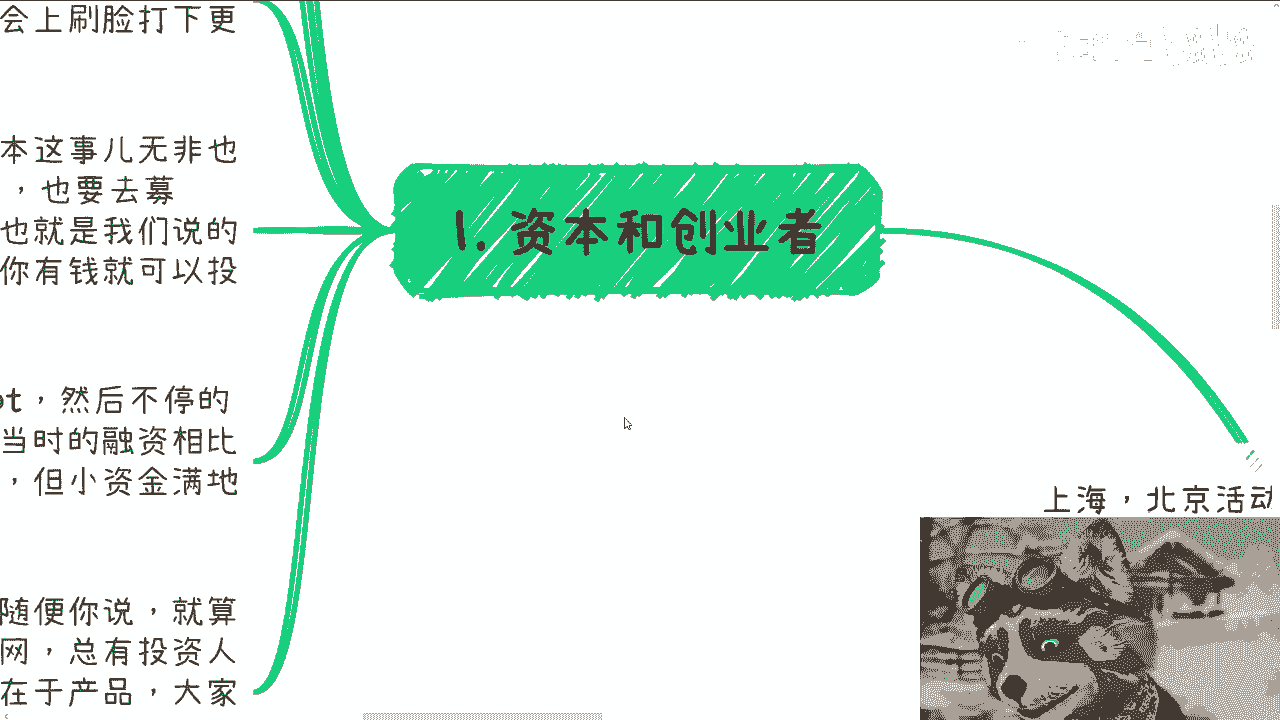 会上刷脸打下更
本这事儿无非也
，也要去募
也就是我们说的
你有钱就可以投
1. 资本和创业者
ot，然后不停的
当时的融资相比
，但小资金满地
上海，北京活动
随便你说，就算
网，总有投资人
在于产品，大家